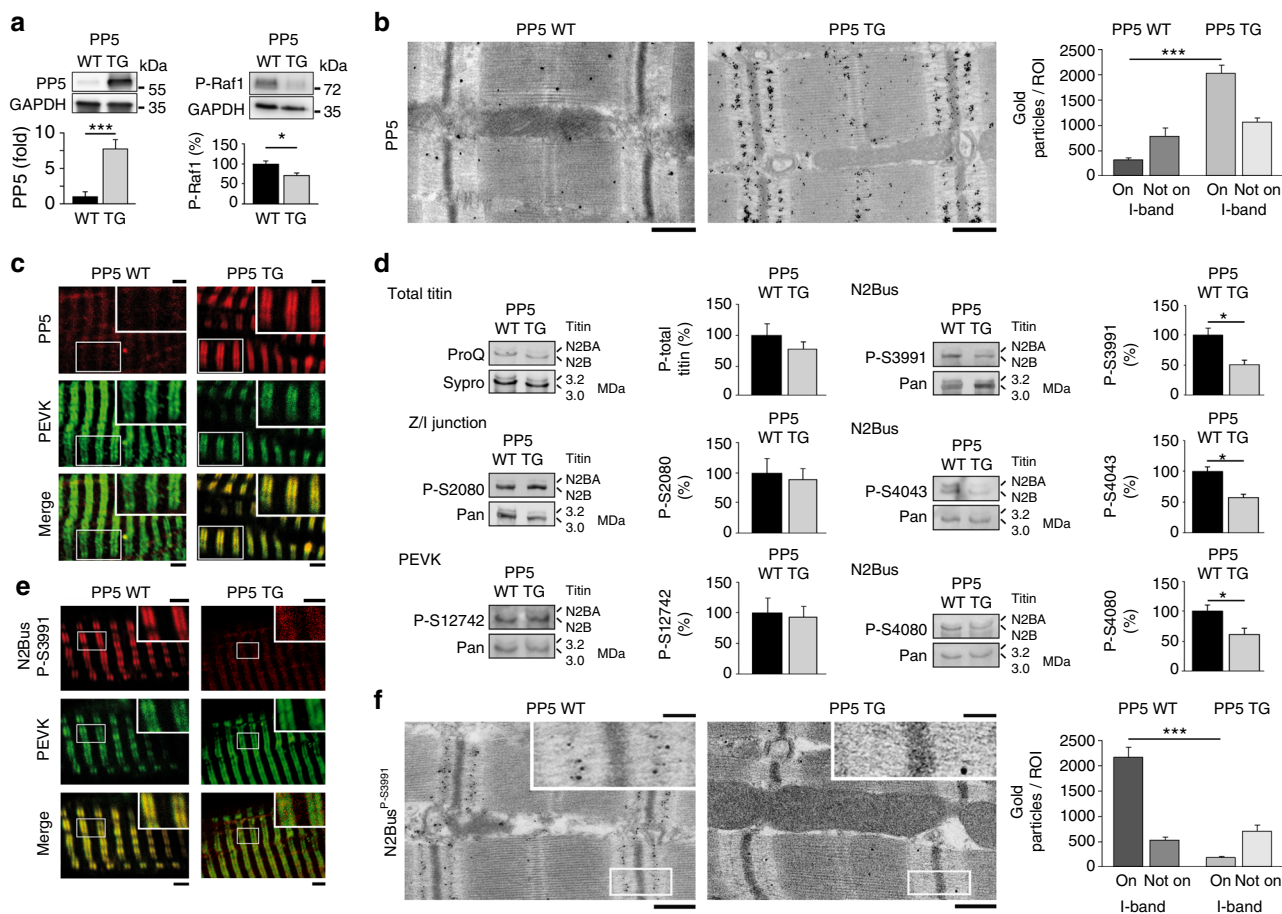 a
PP5
WT TG
kDa
PP5
55
GAPDH
35
PP5 (fold)
10
5
0
***
WT TG
PP5
WT TG
kDa
P-Raf1
72
GAPDH
35
P-Raf1 (%)
150
100
50
0
*
WT TG
b
PP5 WT
PP5 TG
PP5
PP5 WT PP5 TG
Gold
particles / ROI
2500
2000
1500
1000
500
0
***
On Not on On Not on
I-band
c
PP5 WT
PP5 TG
PP5
PEVK
Merge
d
Total titin
PP5
WT TG
Titin
ProQ
N2BA
N2B
Sypro
3.2
3.0
MDa
PP5
WT TG
P-total
titin (%)
150
100
50
0
N2Bus
PP5
WT TG
Titin
P-S3991
N2BA
N2B
Pan
3.2
3.0
MDa
PP5
WT TG
P-S3991
(%)
150
100
50
0
*
Z/I junction
PP5
WT TG
Titin
P-S2080
N2BA
N2B
Pan
3.2
3.0
MDa
PP5
WT TG
P-S2080
(%)
150
100
50
0
N2Bus
PP5
WT TG
Titin
P-S4043
N2BA
N2B
Pan
3.2
3.0
MDa
PP5
WT TG
P-S4043
(%)
150
100
50
0
*
PEVK
PP5
WT TG
Titin
P-S12742
N2BA
N2B
Pan
3.2
3.0
MDa
PP5
WT TG
P-S12742
(%)
150
100
50
0
N2Bus
PP5
WT TG
Titin
P-S4080
N2BA
N2B
Pan
3.2
3.0
MDa
PP5
WT TG
P-S4080
(%)
150
100
50
0
*
e
PP5 WT
PP5 TG
N2Bus
P-S3991
PEVK
Merge
f
PP5 WT
PP5 TG
N2Bus P-S3991
PP5 WT PP5 TG
Gold
particles / ROI
2500
2000
1500
1000
500
0
***
On Not on On Not on
I-band